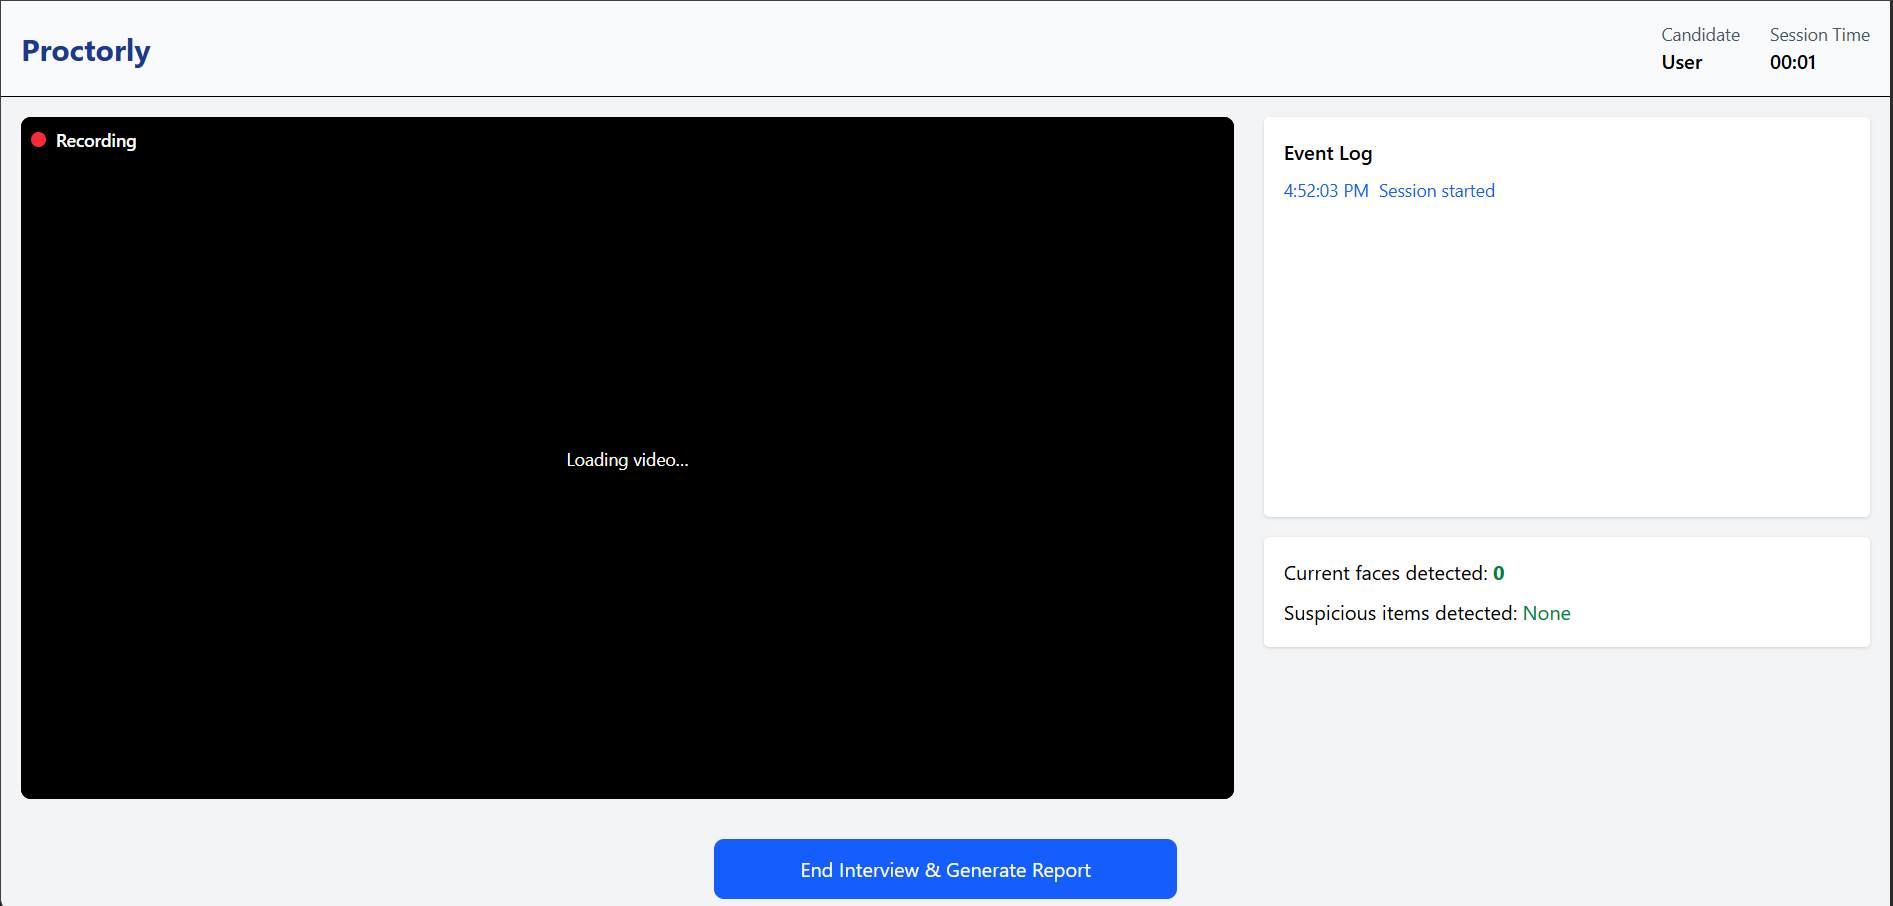 Proctorly
Candidate
User
Session Time
00:01
Recording
Loading video...
Event Log
4:52:03 PM Session started
Current faces detected: 0
Suspicious items detected: None
End Interview & Generate Report